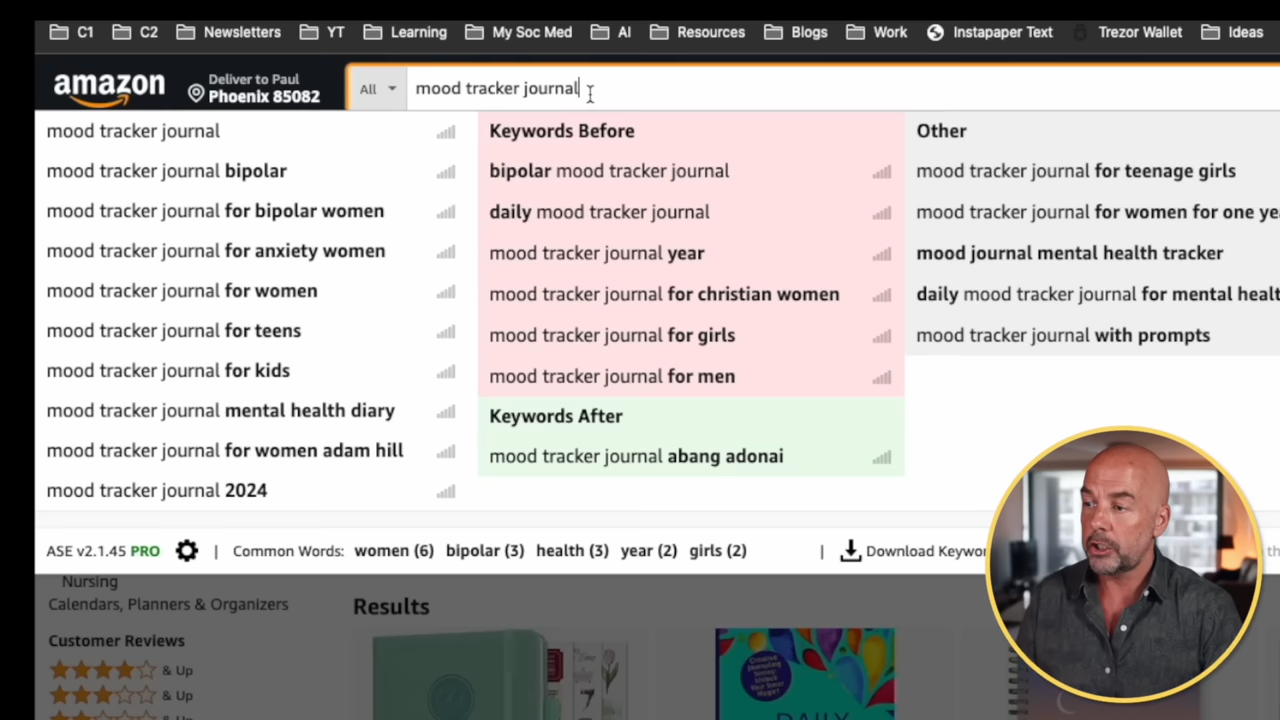 C1 C2 Newsletters YT Learning My Soc Med AI Resources Blogs Work Instapaper Text Trezor Wallet Ideas
amazon
Deliver to Paul
Phoenix 85082
All
mood tracker journal
mood tracker journal
mood tracker journal bipolar
mood tracker journal for bipolar women
mood tracker journal for anxiety women
mood tracker journal for women
mood tracker journal for teens
mood tracker journal for kids
mood tracker journal mental health diary
mood tracker journal for women adam hill
mood tracker journal 2024
Keywords Before
bipolar mood tracker journal
daily mood tracker journal
mood tracker journal year
mood tracker journal for christian women
mood tracker journal for girls
mood tracker journal for men
Keywords After
mood tracker journal abang adonai
Other
mood tracker journal for teenage girls
mood tracker journal for women for one ye
mood journal mental health tracker
daily mood tracker journal for mental healt
mood tracker journal with prompts
ASE v2.1.45 PRO | Common Words: women (6) bipolar (3) health (3) year (2) girls (2) | Download Keywor
Nursing
Calendars, Planners & Organizers
Customer Reviews
& Up
& Up
Results
Creative
DAILY